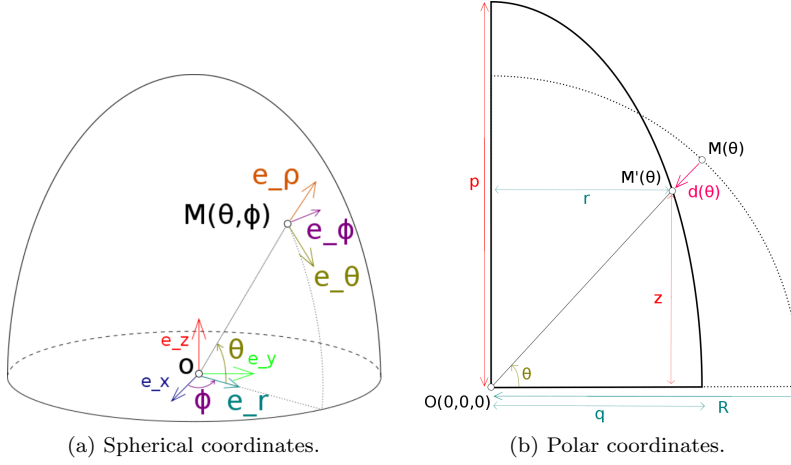 e_ρ
M(θ,ϕ)
e_ϕ
e_θ
e_z
θ
e_y
o
e_x
ϕ
e_r
(a) Spherical coordinates.
M(θ)
p
M'(θ)
d(θ)
r
z
θ
O(0,0,0)
q
R
(b) Polar coordinates.